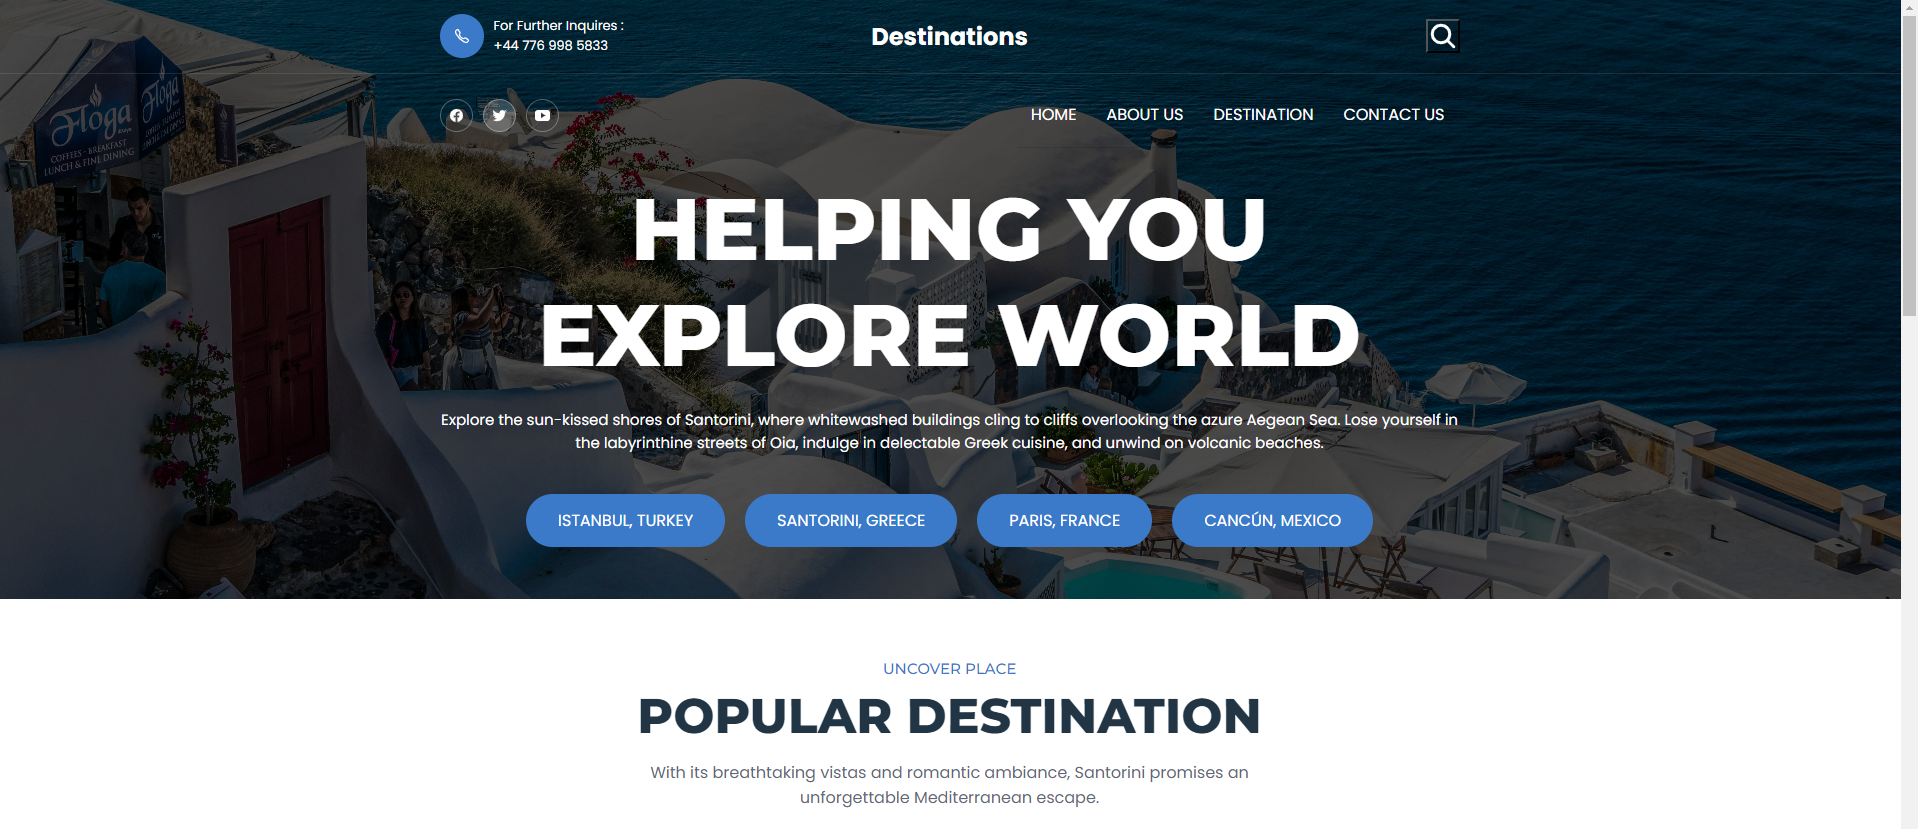 For Further Inquires :
+44 776 998 5833
Destinations
HOME ABOUT US DESTINATION CONTACT US
Floga
COFFEES - BREAKFAST
LUNCH & FINE DINING
Floga
HELPING YOU
EXPLORE WORLD
Explore the sun-kissed shores of Santorini, where whitewashed buildings cling to cliffs overlooking the azure Aegean Sea. Lose yourself in
the labyrinthine streets of Oia, indulge in delectable Greek cuisine, and unwind on volcanic beaches.
ISTANBUL, TURKEY
SANTORINI, GREECE
PARIS, FRANCE
CANCÚN, MEXICO
UNCOVER PLACE
POPULAR DESTINATION
With its breathtaking vistas and romantic ambiance, Santorini promises an
unforgettable Mediterranean escape.